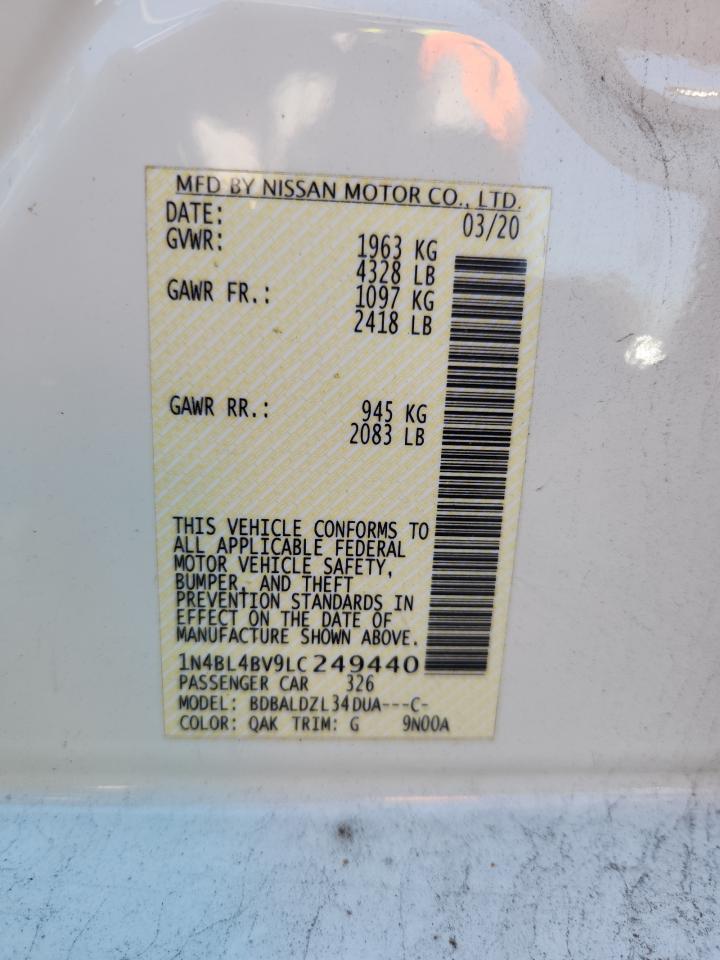 MFD BY NISSAN MOTOR CO., LTD.
DATE: 03/20
GVWR: 1963 KG
4328 LB
GAWR FR.: 1097 KG
2418 LB
GAWR RR.: 945 KG
2083 LB
THIS VEHICLE CONFORMS TO
ALL APPLICABLE FEDERAL
MOTOR VEHICLE SAFETY,
BUMPER, AND THEFT
PREVENTION STANDARDS IN
EFFECT ON THE DATE OF
MANUFACTURE SHOWN ABOVE.
1N4BL4BV9LC249440
PASSENGER CAR 326
MODEL: BDBALDZL34DUA---C-
COLOR: QAK TRIM: G 9N00A